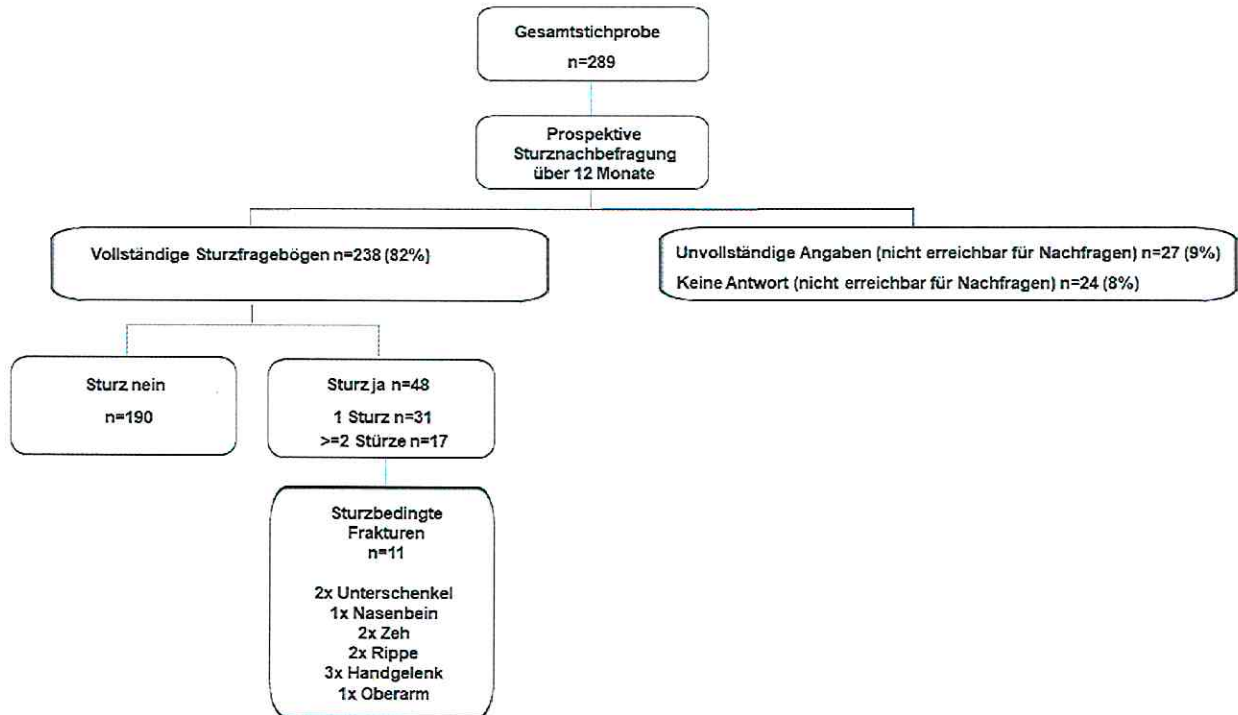 Gesamtstichprobe
n=289
Prospektive
Sturznachbefragung
über 12 Monate
Vollständige Sturzfragebögen n=238 (82%)
Unvollständige Angaben (nicht erreichbar für Nachfragen) n=27 (9%)
Keine Antwort (nicht erreichbar für Nachfragen) n=24 (8%)
Sturz nein
n=190
Sturz ja n=48
1 Sturz n=31
>=2 Stürze n=17
Sturzbedingte
Frakturen
n=11
2x Unterschenkel
1x Nasenbein
2x Zeh
2x Rippe
3x Handgelenk
1x Oberarm